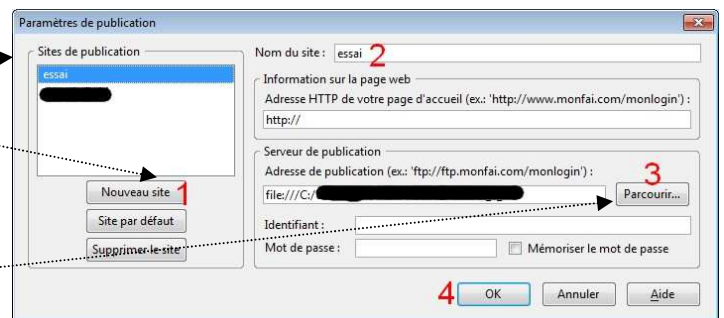 Paramètres de publication
Sites de publication
essai
Nouveau site 1
Site par défaut
Supprimer le site
Nom du site : essai 2
Information sur la page web
Adresse HTTP de votre page d'accueil (ex.: 'http://www.monfai.com/monlogin') :
http://
Serveur de publication
Adresse de publication (ex.: 'ftp://ftp.monfai.com/monlogin') :
3
file:///C:/
Parcourir...
Identifiant :
Mot de passe :
Mémoriser le mot de passe
4 OK Annuler Aide